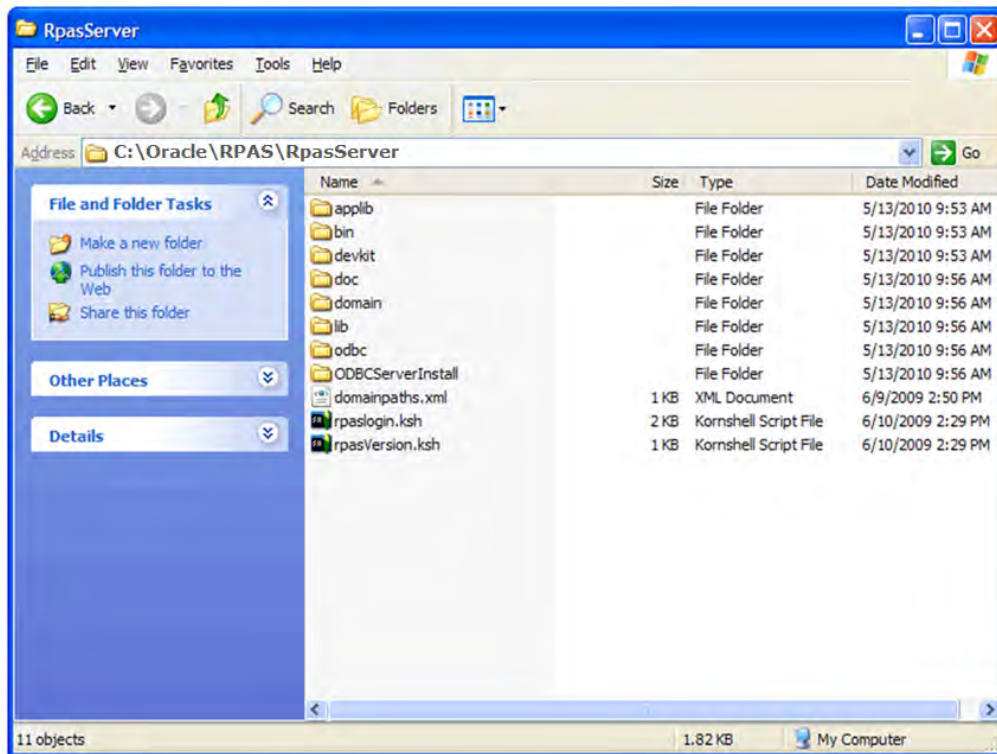 RpasServer
File Edit View Favorites Tools Help
Back Search Folders
Address C:\Oracle\RPAS\RpasServer Go
File and Folder Tasks
Make a new folder
Publish this folder to the
Web
Share this folder
Other Places
Details
Name Size Type Date Modified
applib File Folder 5/13/2010 9:53 AM
bin File Folder 5/13/2010 9:53 AM
devkit File Folder 5/13/2010 9:53 AM
doc File Folder 5/13/2010 9:56 AM
domain File Folder 5/13/2010 9:56 AM
lib File Folder 5/13/2010 9:56 AM
odbc File Folder 5/13/2010 9:56 AM
ODBCServerInstall File Folder 5/13/2010 9:56 AM
domainpaths.xml 1 KB XML Document 6/9/2009 2:50 PM
rpaslogin.ksh 2 KB Kornshell Script File 6/10/2009 2:29 PM
rpasVersion.ksh 1 KB Kornshell Script File 6/10/2009 2:29 PM
11 objects 1.82 KB My Computer